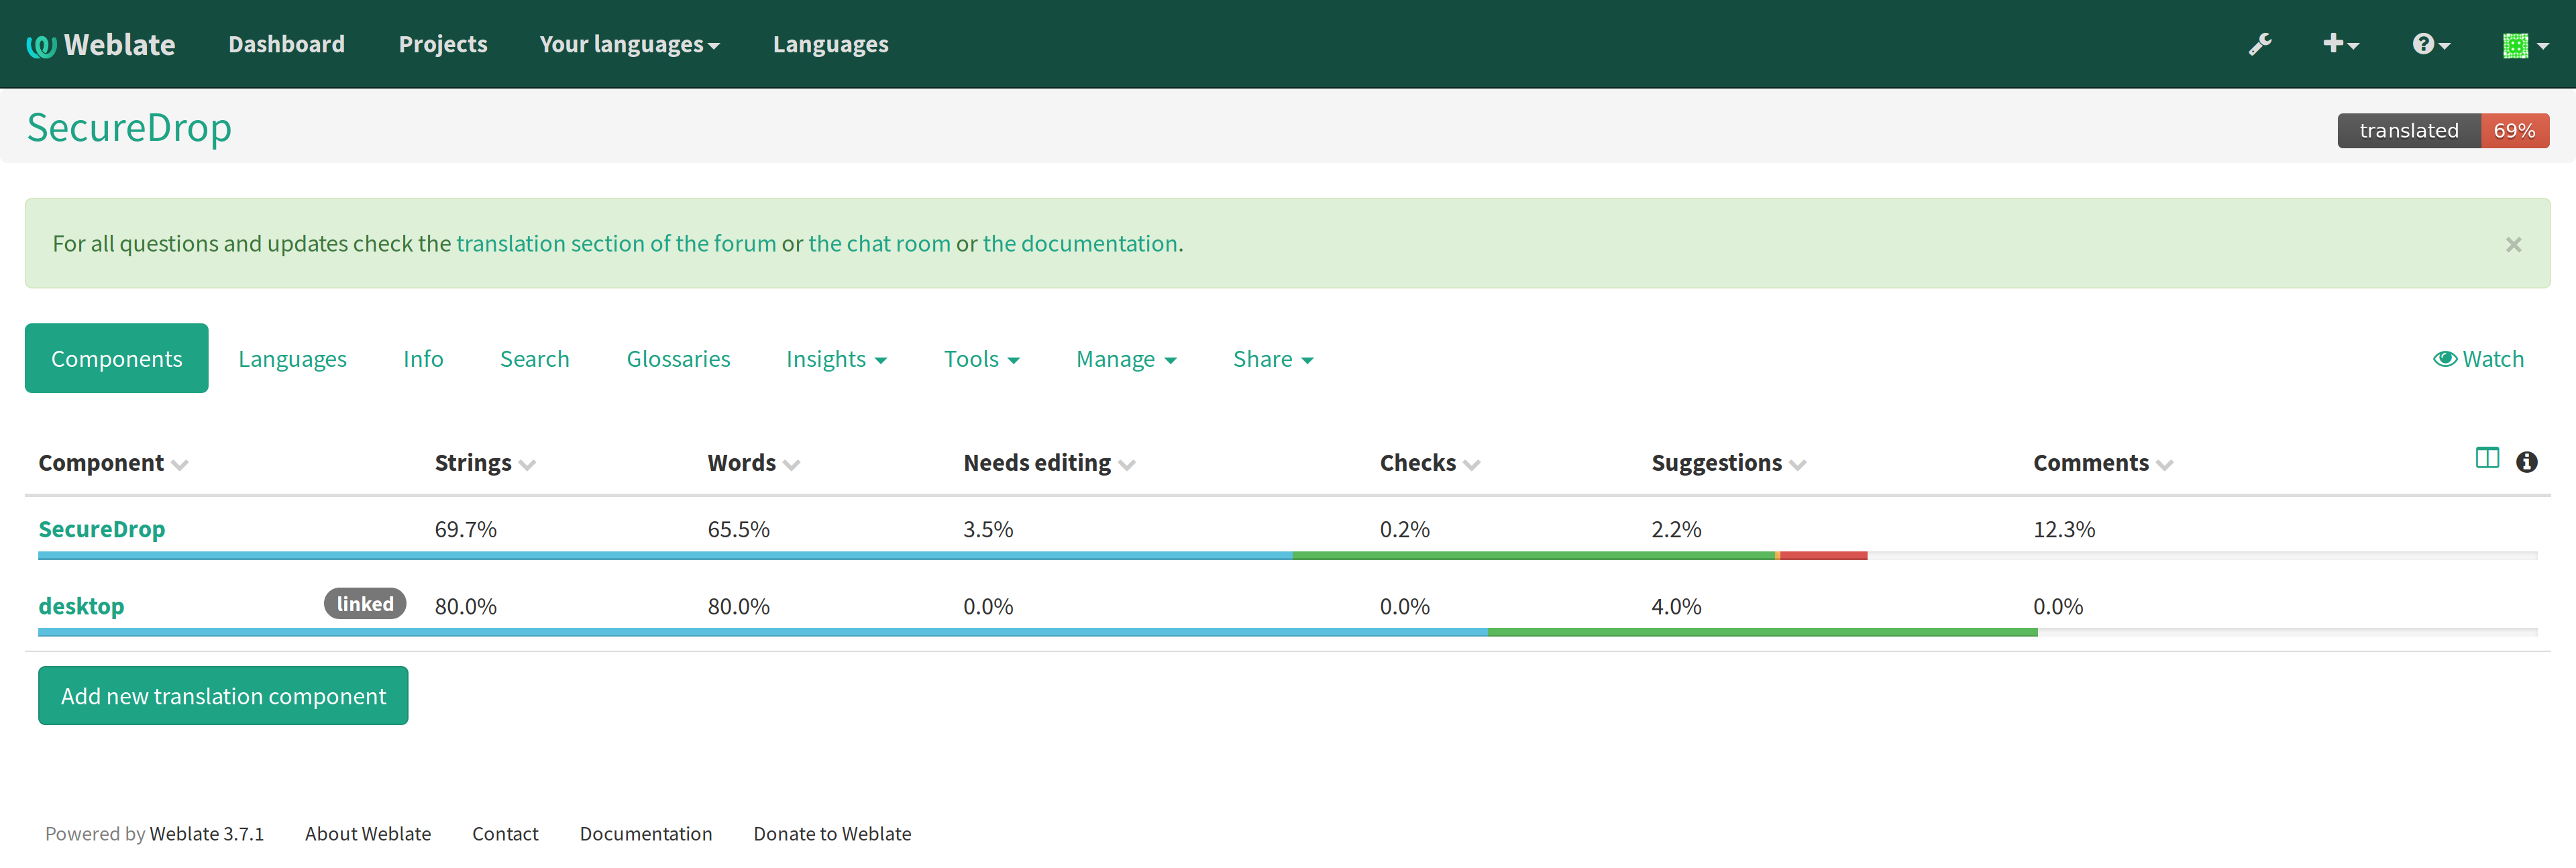 Weblate Dashboard Projects Your languages Languages
SecureDrop translated 69%
For all questions and updates check the translation section of the forum or the chat room or the documentation. ×
Components Languages Info Search Glossaries Insights Tools Manage Share Watch
Component Strings Words Needs editing Checks Suggestions Comments
SecureDrop 69.7% 65.5% 3.5% 0.2% 2.2% 12.3%
desktop linked 80.0% 80.0% 0.0% 0.0% 4.0% 0.0%
Add new translation component
Powered by Weblate 3.7.1 About Weblate Contact Documentation Donate to Weblate